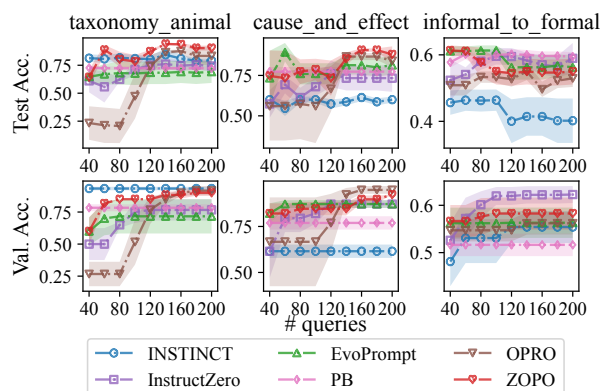 taxonomy_animal cause_and_effect informal_to_formal
Test Acc.
0.75
0.50
0.25
40 80 120 160 200
0.75
0.50
40 80 120 160 200
0.6
0.4
40 80 120 160 200
Val. Acc.
0.75
0.50
0.25
40 80 120 160 200
0.75
0.50
40 80 120 160 200
0.6
0.5
40 80 120 160 200
# queries
INSTINCT EvoPrompt OPRO
InstructZero PB ZOPO